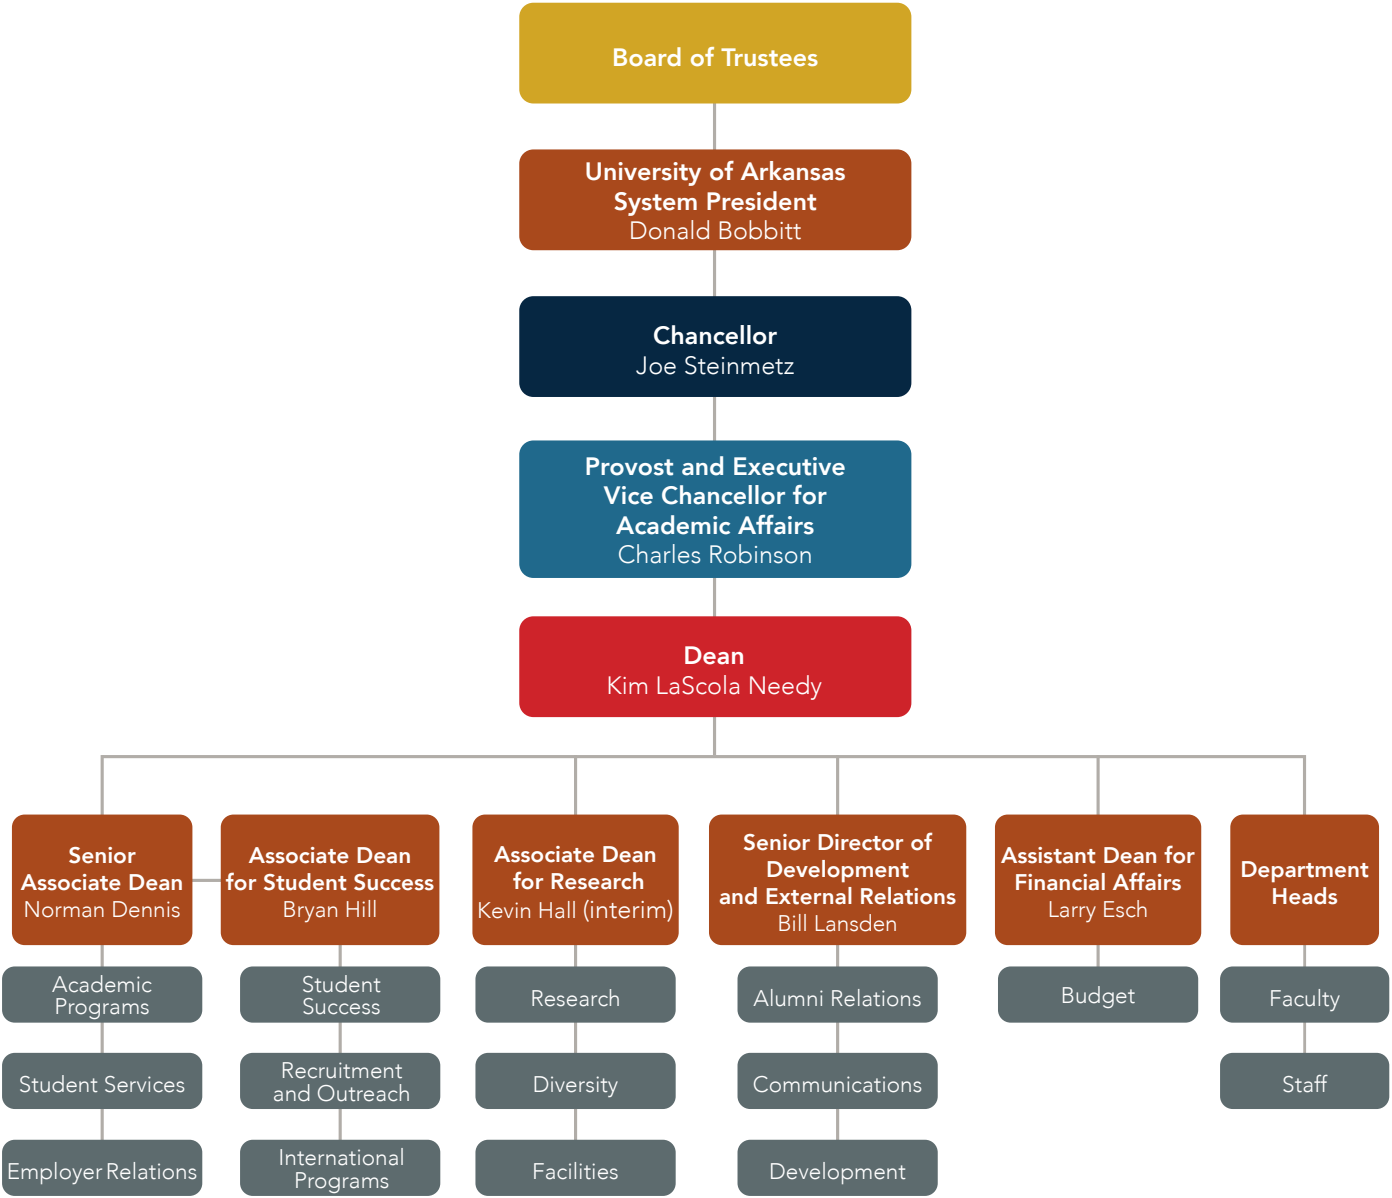 Board of Trustees
University of Arkansas
System President
Donald Bobbitt
Chancellor
Joe Steinmetz
Provost and Executive
Vice Chancellor for
Academic Affairs
Charles Robinson
Dean
Kim LaScola Needy
Senior
Associate Dean
Norman Dennis
Academic
Programs
Student Services
Employer Relations
Associate Dean
for Student Success
Bryan Hill
Student
Success
Recruitment
and Outreach
International
Programs
Associate Dean
for Research
Kevin Hall (interim)
Research
Diversity
Facilities
Senior Director of
Development
and External Relations
Bill Lansden
Alumni Relations
Communications
Development
Assistant Dean for
Financial Affairs
Larry Esch
Budget
Department
Heads
Faculty
Staff